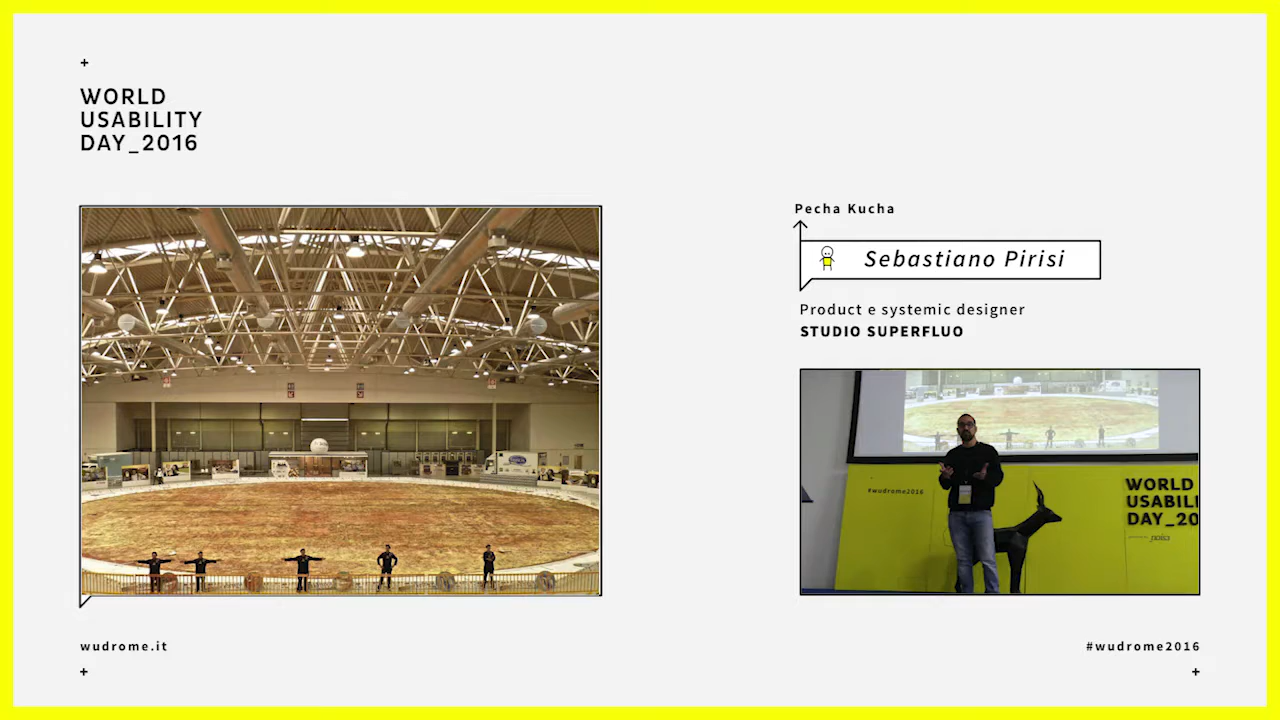 WORLD
USABILITY
DAY_2016
Pecha Kucha
Sebastiano Pirisi
Product e systemic designer
STUDIO SUPERFLUO
#wudrome2016
WORLD
USABILI
DAY_20
wudrome.it
#wudrome2016